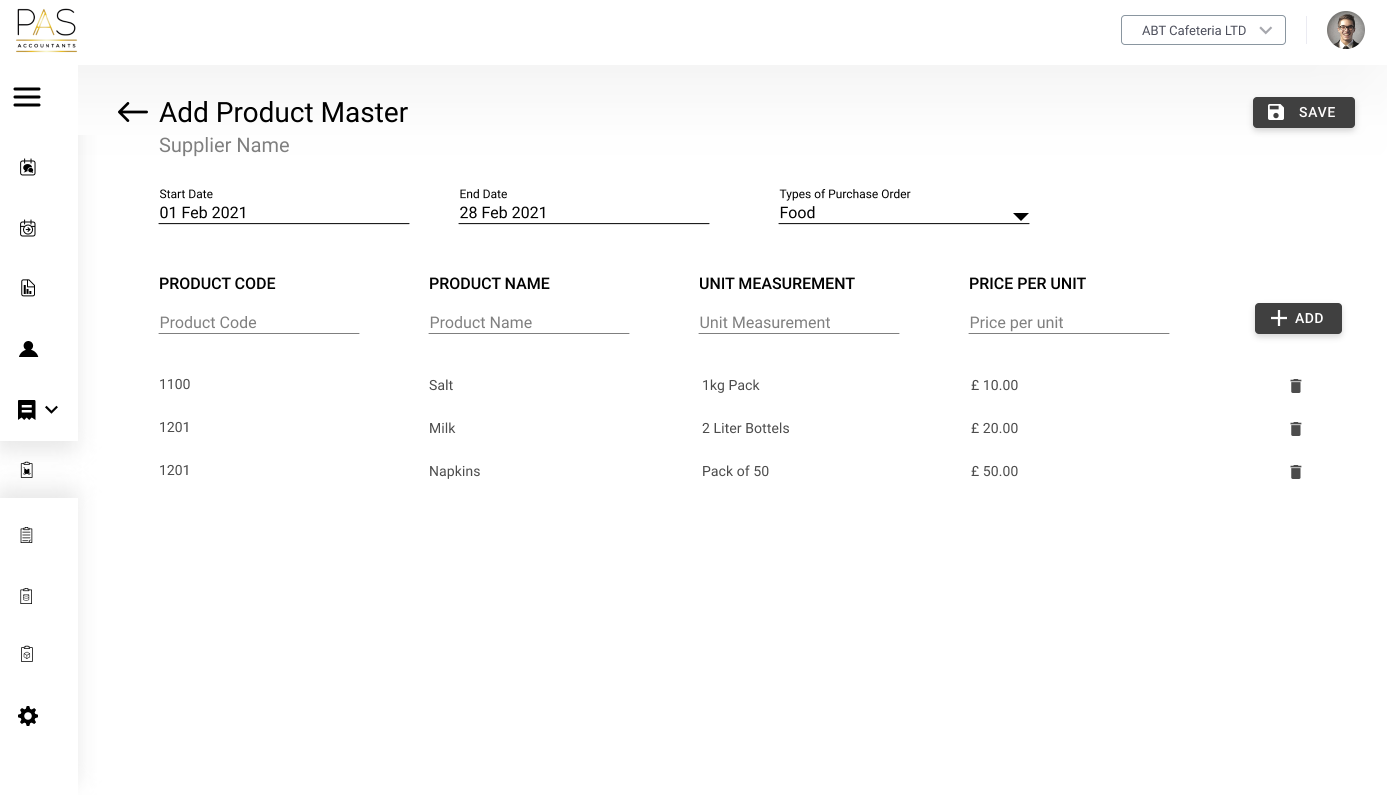 PAS
ACCOUNTANTS
ABT Cafeteria LTD
Add Product Master
SAVE
Supplier Name
Start Date
End Date
Types of Purchase Order
01 Feb 2021
28 Feb 2021
Food
PRODUCT CODE
PRODUCT NAME
UNIT MEASUREMENT
PRICE PER UNIT
Product Code
Product Name
Unit Measurement
Price per unit
ADD
1100 Salt 1kg Pack £ 10.00
1201 Milk 2 Liter Bottels £ 20.00
1201 Napkins Pack of 50 £ 50.00